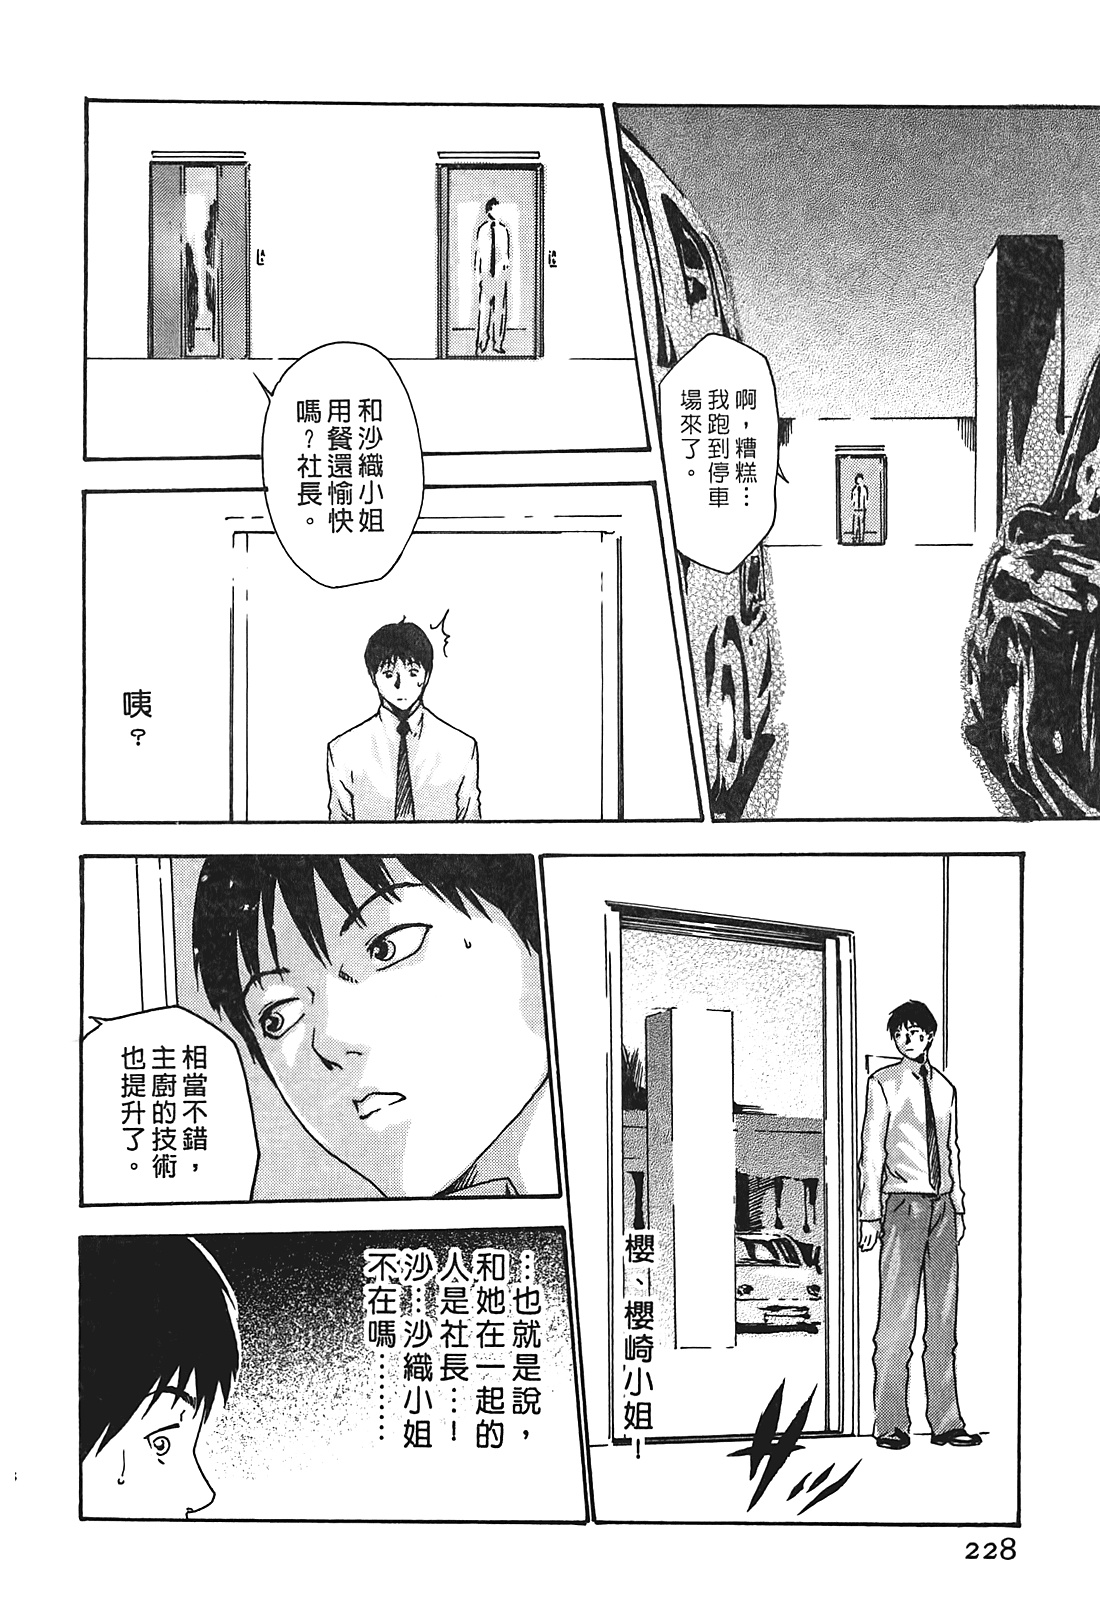 啊，糟糕…
我跑到停車
場來了。
和沙織小姐
用餐還愉快
嗎？社長。
咦？
櫻、櫻崎小姐！
相當不錯，
主廚的技術
也提升了。
…也就是說，
和她在一起的
人是社長…！
沙…沙織小姐
不在嗎………
228